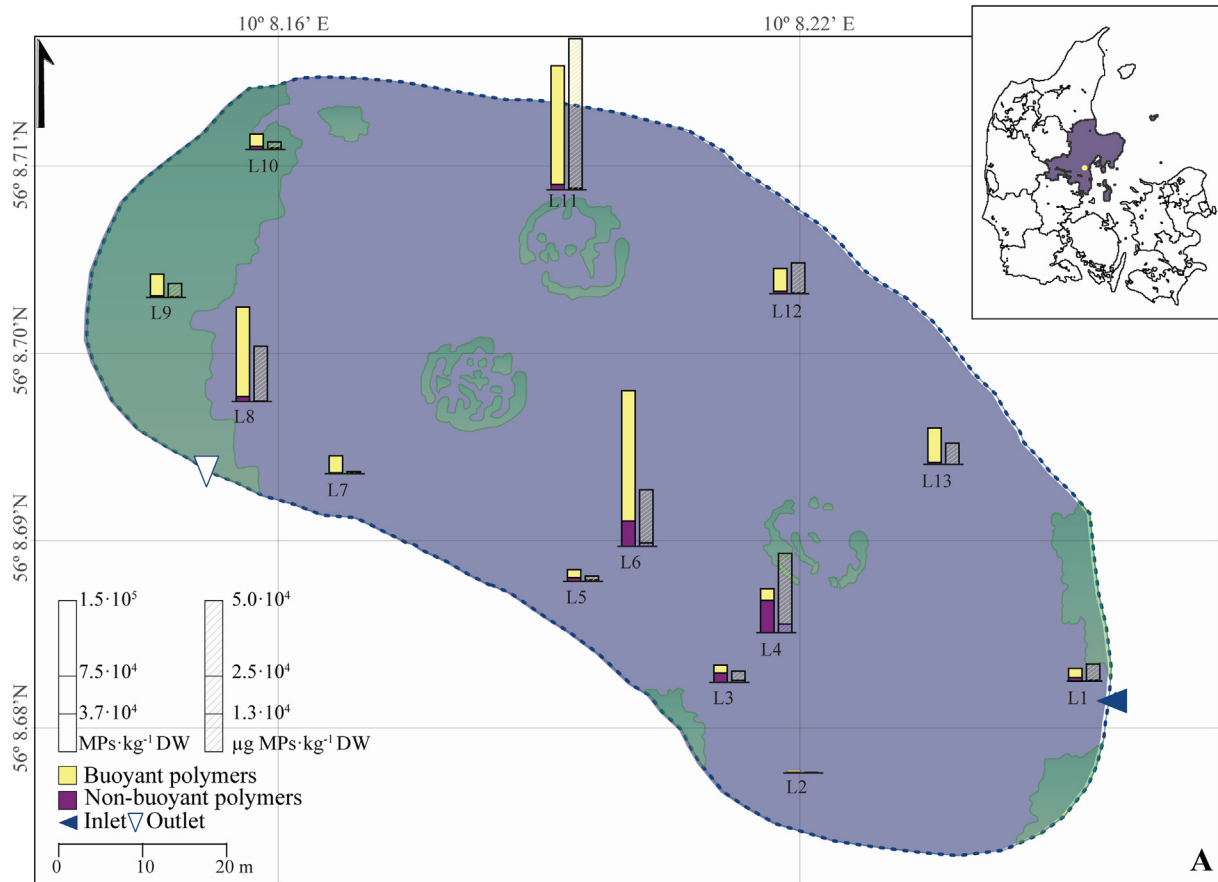 10º 8.16’ E
10º 8.22’ E
56º 8.71’N
56º 8.70’N
56º 8.69’N
56º 8.68’N
L10
L11
L9
L12
L8
L7
L13
L6
L5
L4
L3
L1
L2
1.5·10⁵
7.5·10⁴
3.7·10⁴
MPs·kg⁻¹ DW
5.0·10⁴
2.5·10⁴
1.3·10⁴
µg MPs·kg⁻¹ DW
Buoyant polymers
Non-buoyant polymers
Inlet Outlet
0 10 20 m
A